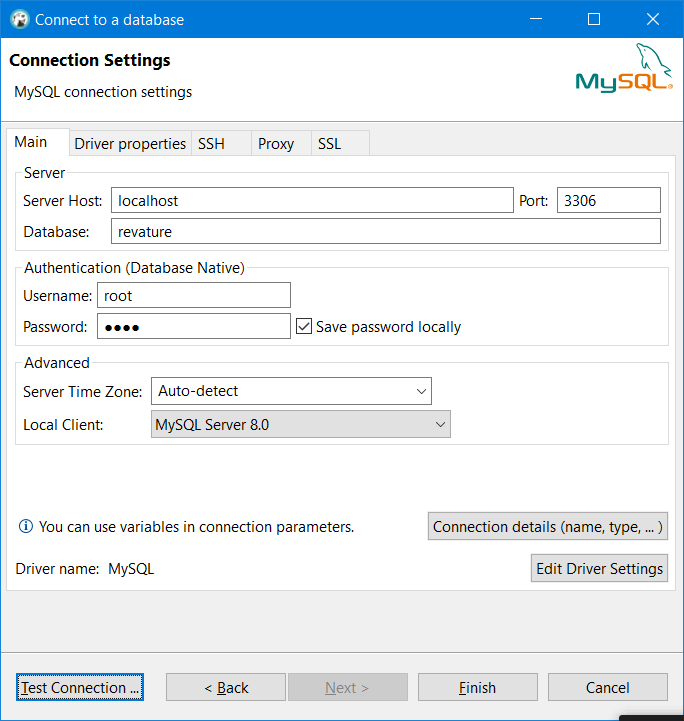 Connect to a database
Connection Settings
MySQL connection settings
MySQL®
Main Driver properties SSH Proxy SSL
Server
Server Host: localhost Port: 3306
Database: revature
Authentication (Database Native)
Username: root
Password: ●●●● Save password locally
Advanced
Server Time Zone: Auto-detect
Local Client: MySQL Server 8.0
You can use variables in connection parameters. Connection details (name, type, ... )
Driver name: MySQL Edit Driver Settings
Test Connection ... < Back Next > Finish Cancel